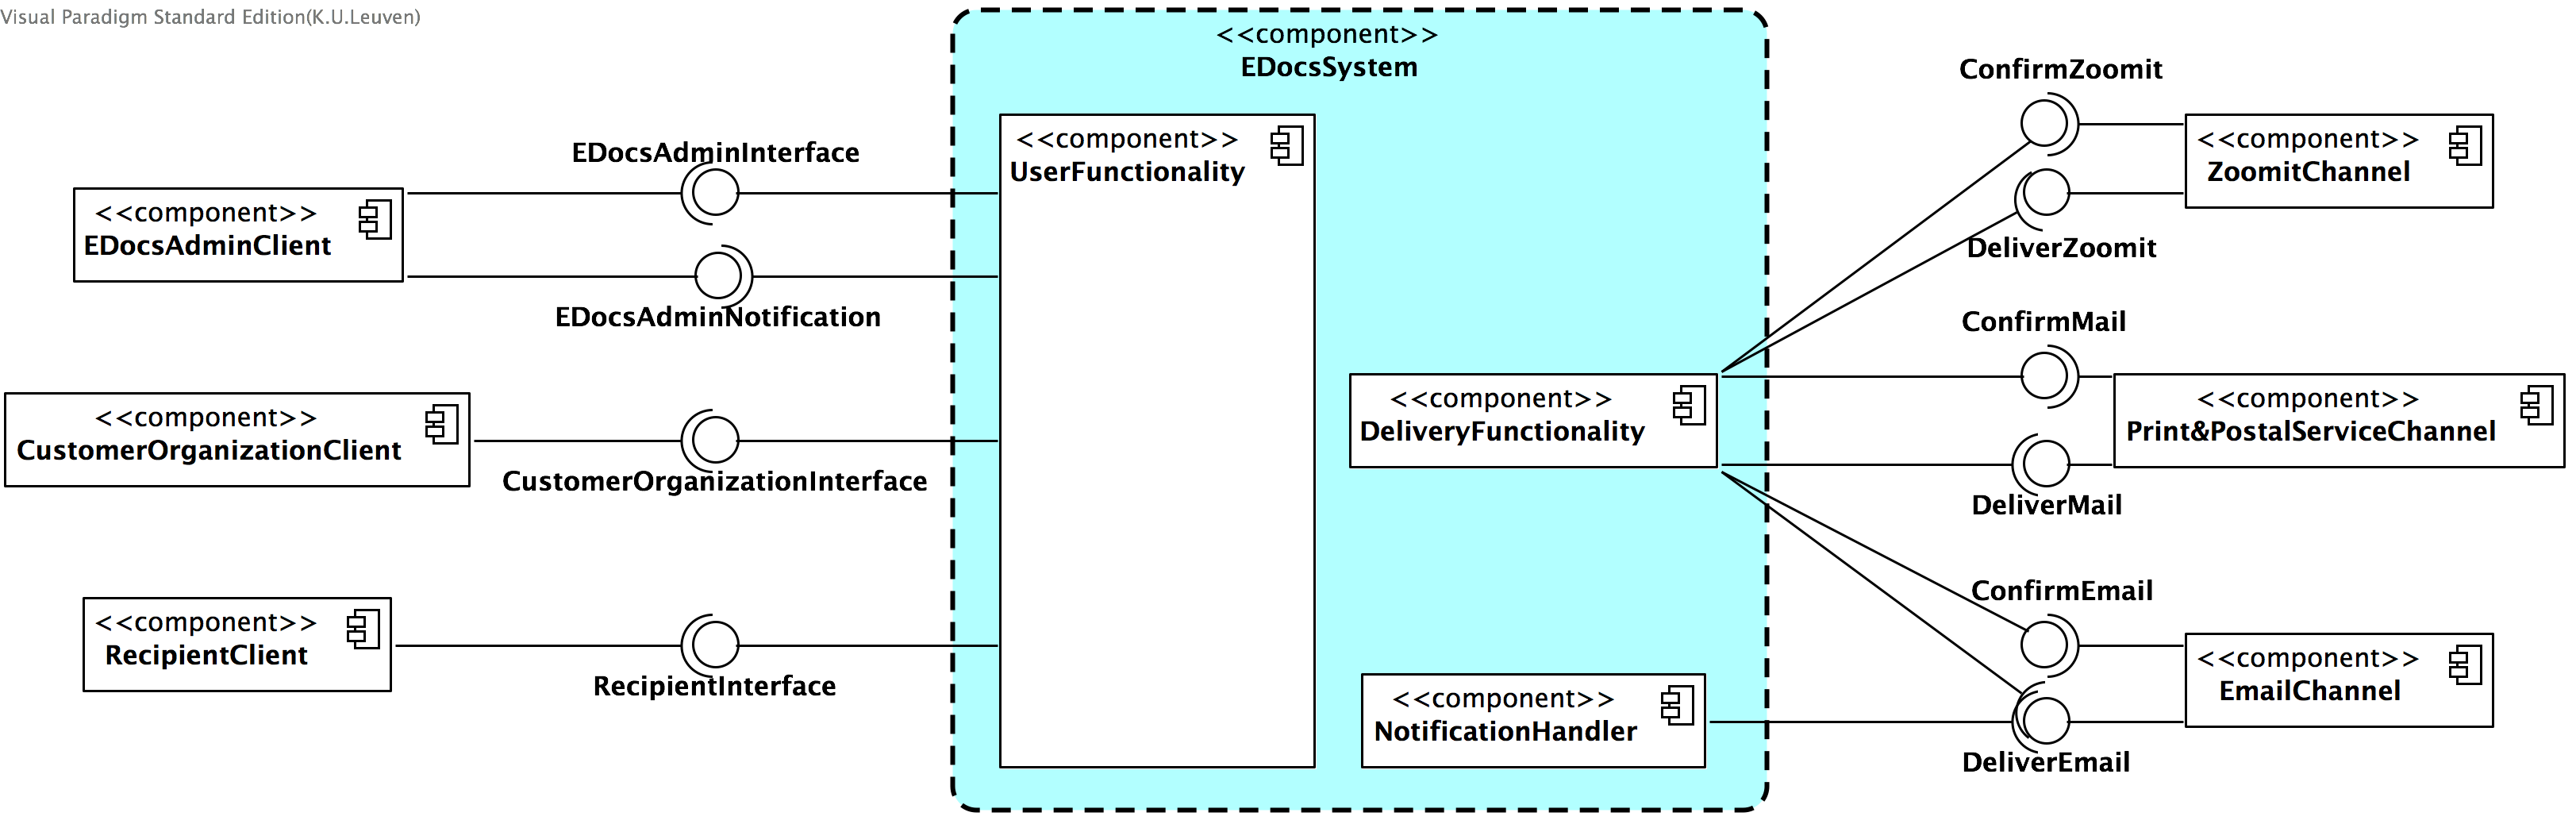 Visual Paradigm Standard Edition(K.U.Leuven)
<<component>>
EDocsSystem
<<component>>
EDocsAdminClient
EDocsAdminInterface
EDocsAdminNotification
<<component>>
CustomerOrganizationClient
CustomerOrganizationInterface
<<component>>
RecipientClient
RecipientInterface
<<component>>
UserFunctionality
<<component>>
DeliveryFunctionality
<<component>>
NotificationHandler
ConfirmZoomit
<<component>>
ZoomitChannel
DeliverZoomit
ConfirmMail
<<component>>
Print&PostalServiceChannel
DeliverMail
ConfirmEmail
<<component>>
EmailChannel
DeliverEmail